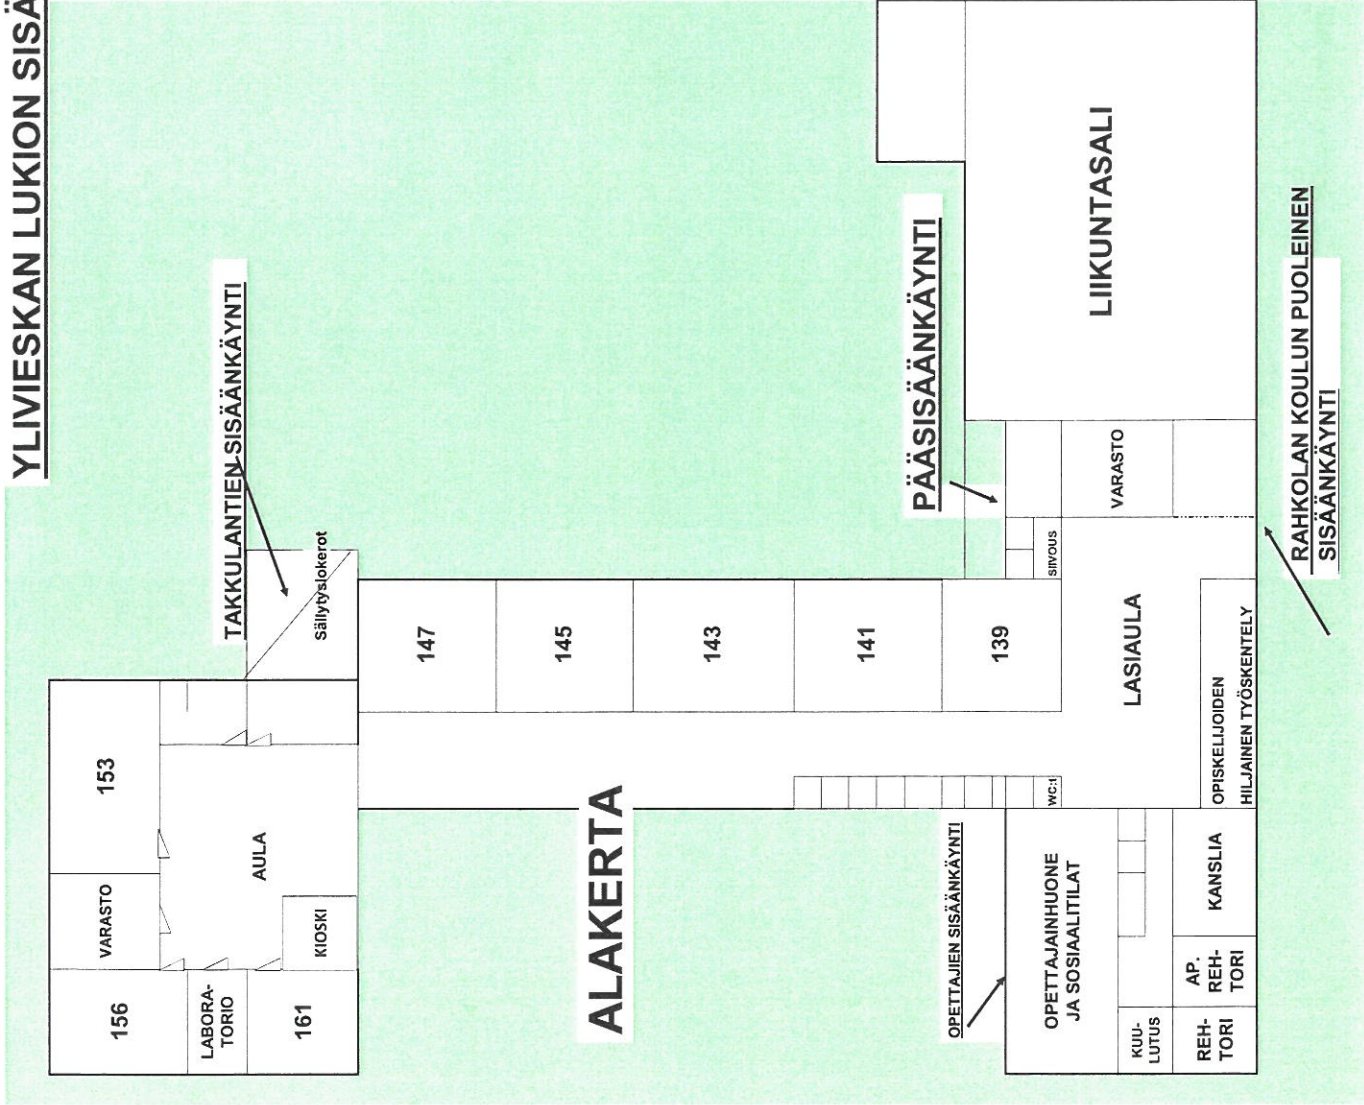 YLIVIESKAN LUKION SISÄ
TAKKULANTIEN SISÄÄNKÄYNTI
Säilytyslokerot
153
VARASTO
156
AULA
KIOSKI
LABORA-
TORIO
161
147
145
143
141
139
ALAKERTA
PÄÄSISÄÄNKÄYNTI
LIIKUNTASALI
VARASTO
SIIVOUS
LASIAULA
WC:t
OPISKELIJOIDEN
HILJAINEN TYÖSKENTELY
RAHKOLAN KOULUN PUOLEINEN
SISÄÄNKÄYNTI
OPETTAJIEN SISÄÄNKÄYNTI
OPETTAJAINHUONE
JA SOSIAALITILAT
KANSLIA
AP.
REH-
TORI
KUU-
LUTUS
REH-
TORI